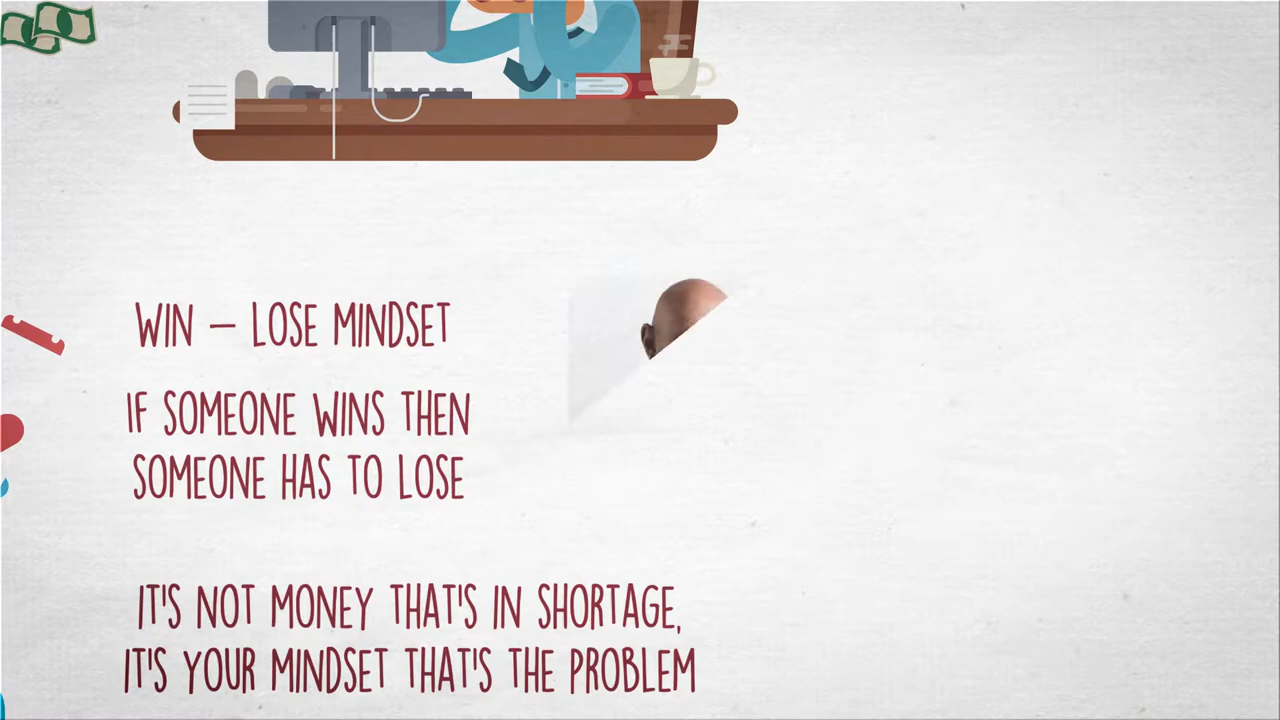 WIN – LOSE MINDSET
IF SOMEONE WINS THEN
SOMEONE HAS TO LOSE
IT'S NOT MONEY THAT'S IN SHORTAGE,
IT'S YOUR MINDSET THAT'S THE PROBLEM